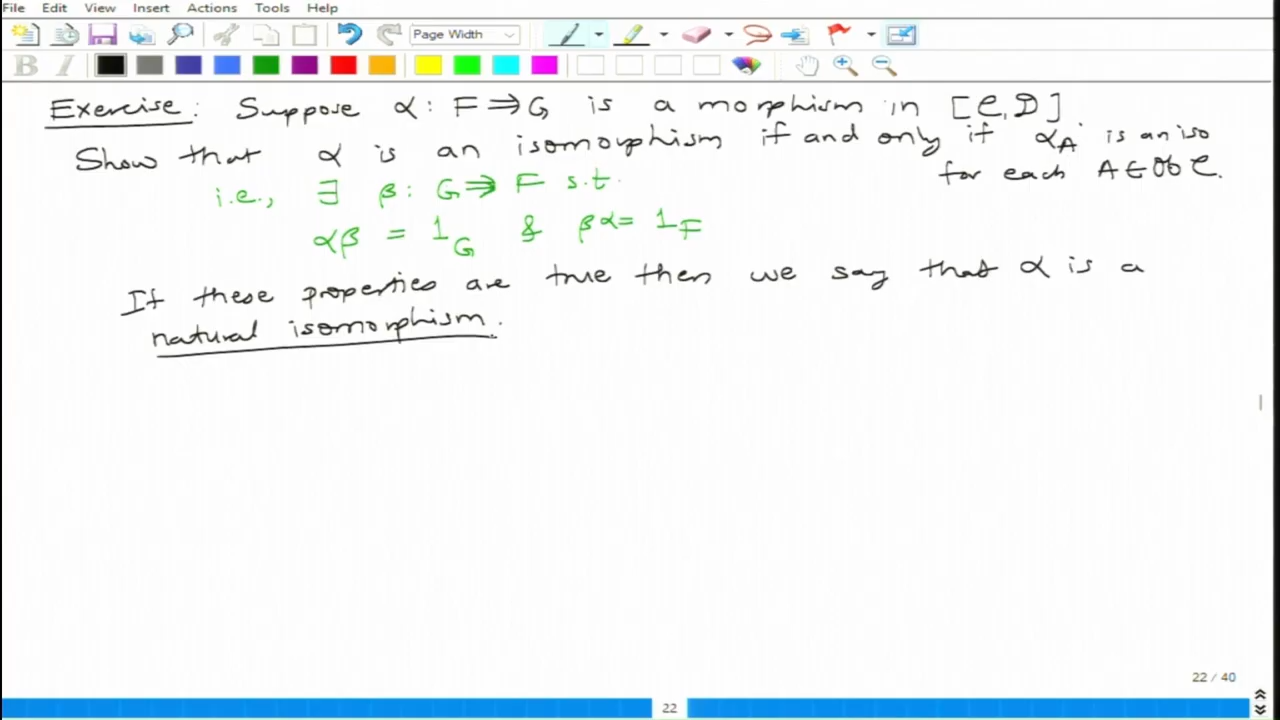 File Edit View Insert Actions Tools Help
Page Width
B I
Exercise: Suppose α: F ⇒ G is a morphism in [C, D]
Show that α is an isomorphism if and only if α_A is an iso
for each A ∈ Ob C.
i.e., ∃ β: G ⇒ F s.t.
αβ = 1_G & βα = 1_F
If these properties are true then we say that α is a
natural isomorphism.
22 / 40
22